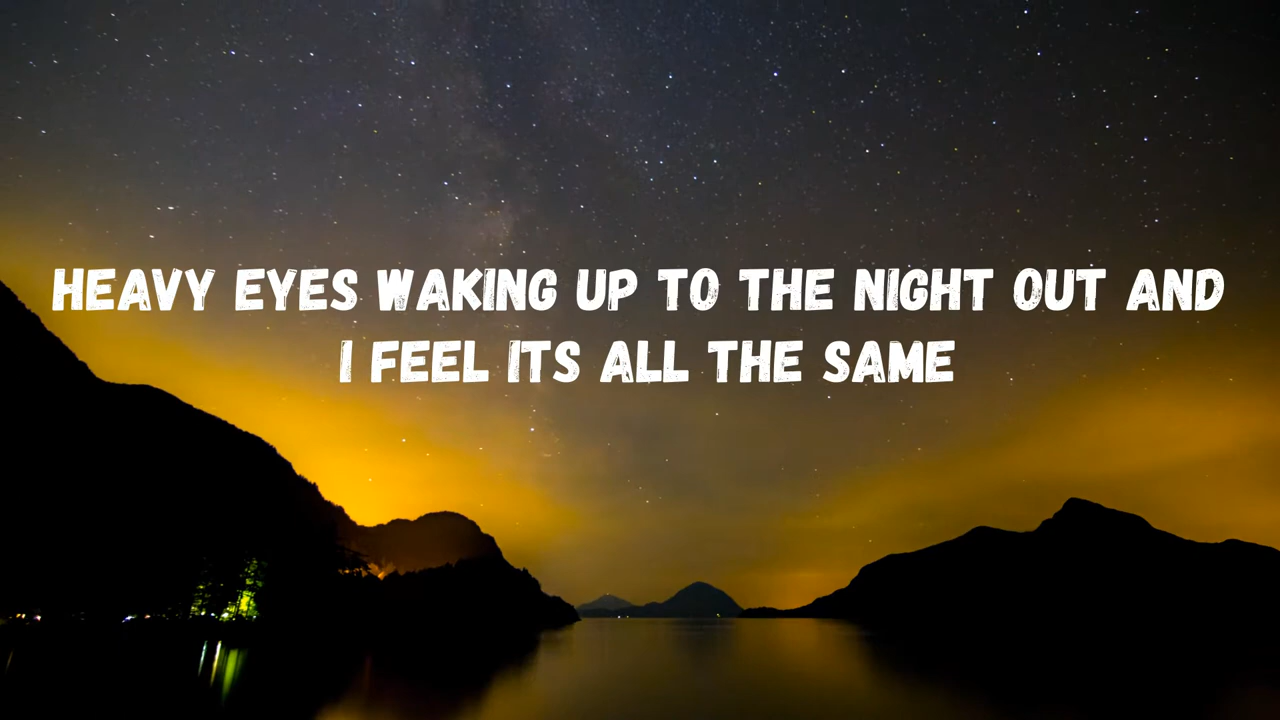 HEAVY EYES WAKING UP TO THE NIGHT OUT AND
I FEEL ITS ALL THE SAME